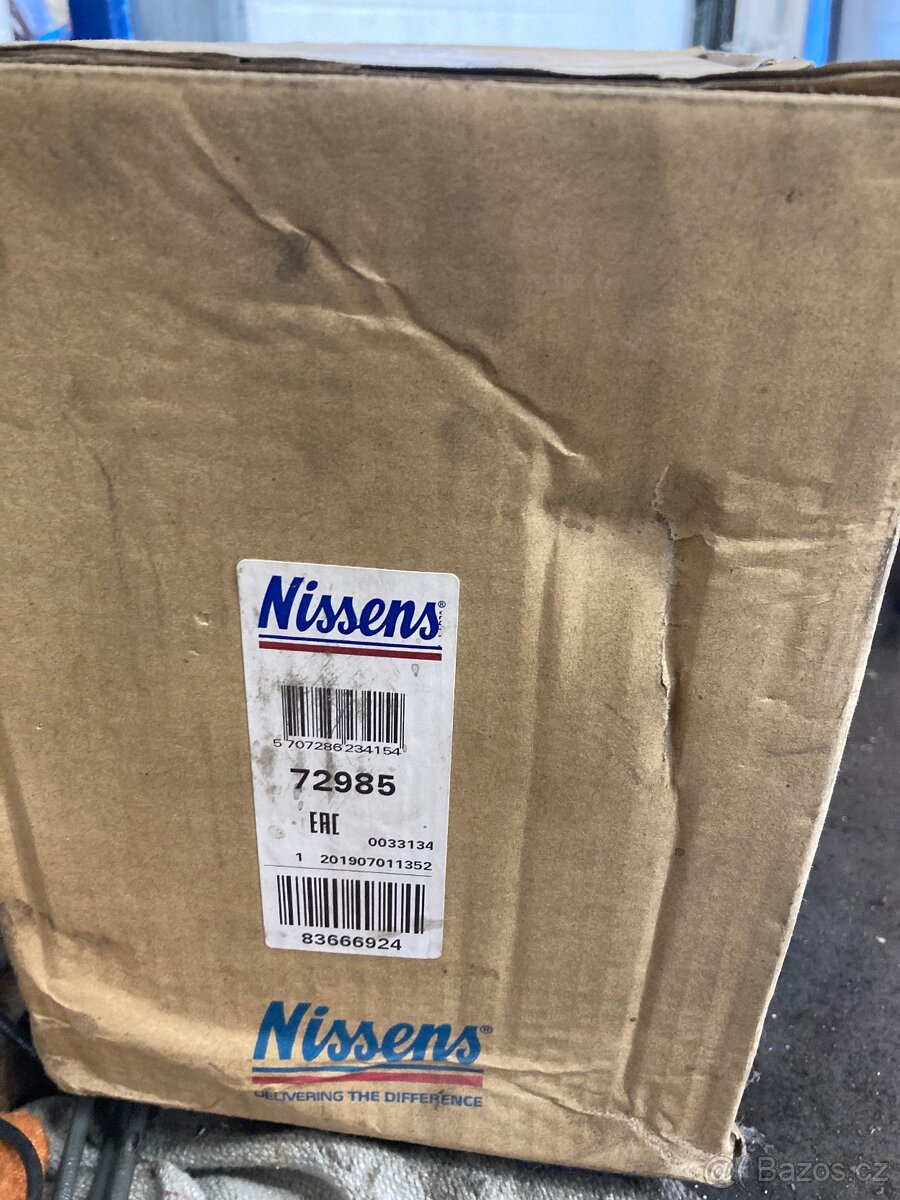 Nissens®
5 707286 234154
72985
EAC
0033134
1 201907011352
83666924
Nissens®
DELIVERING THE DIFFERENCE
@ Bazos.cz